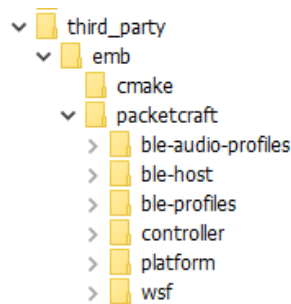 third_party
emb
cmake
packetcraft
ble-audio-profiles
ble-host
ble-profiles
controller
platform
wsf